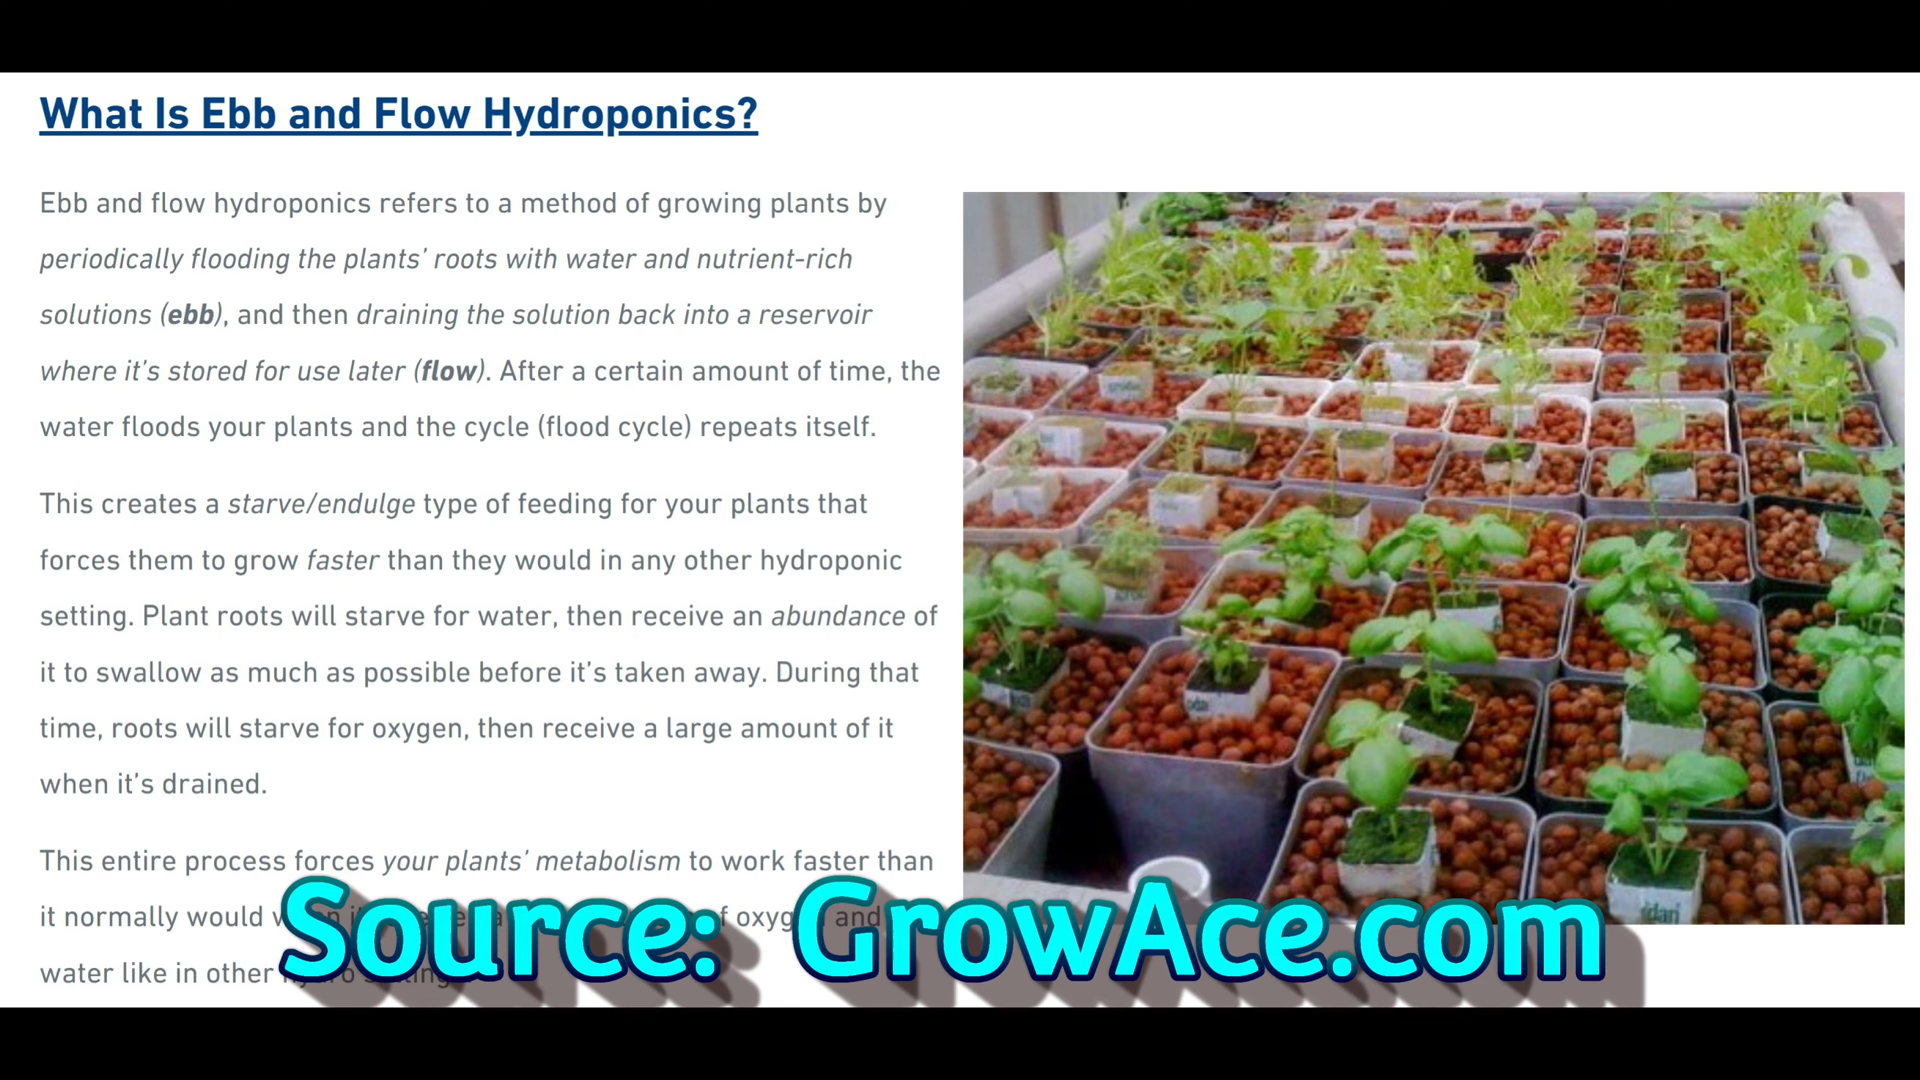 What Is Ebb and Flow Hydroponics?
Ebb and flow hydroponics refers to a method of growing plants by
periodically flooding the plants’ roots with water and nutrient-rich
solutions (ebb), and then draining the solution back into a reservoir
where it’s stored for use later (flow). After a certain amount of time, the
water floods your plants and the cycle (flood cycle) repeats itself.
This creates a starve/endulge type of feeding for your plants that
forces them to grow faster than they would in any other hydroponic
setting. Plant roots will starve for water, then receive an abundance of
it to swallow as much as possible before it’s taken away. During that
time, roots will starve for oxygen, then receive a large amount of it
when it’s drained.
This entire process forces your plants’ metabolism to work faster than
it normally would of and
water like in other
Source: GrowAce.com